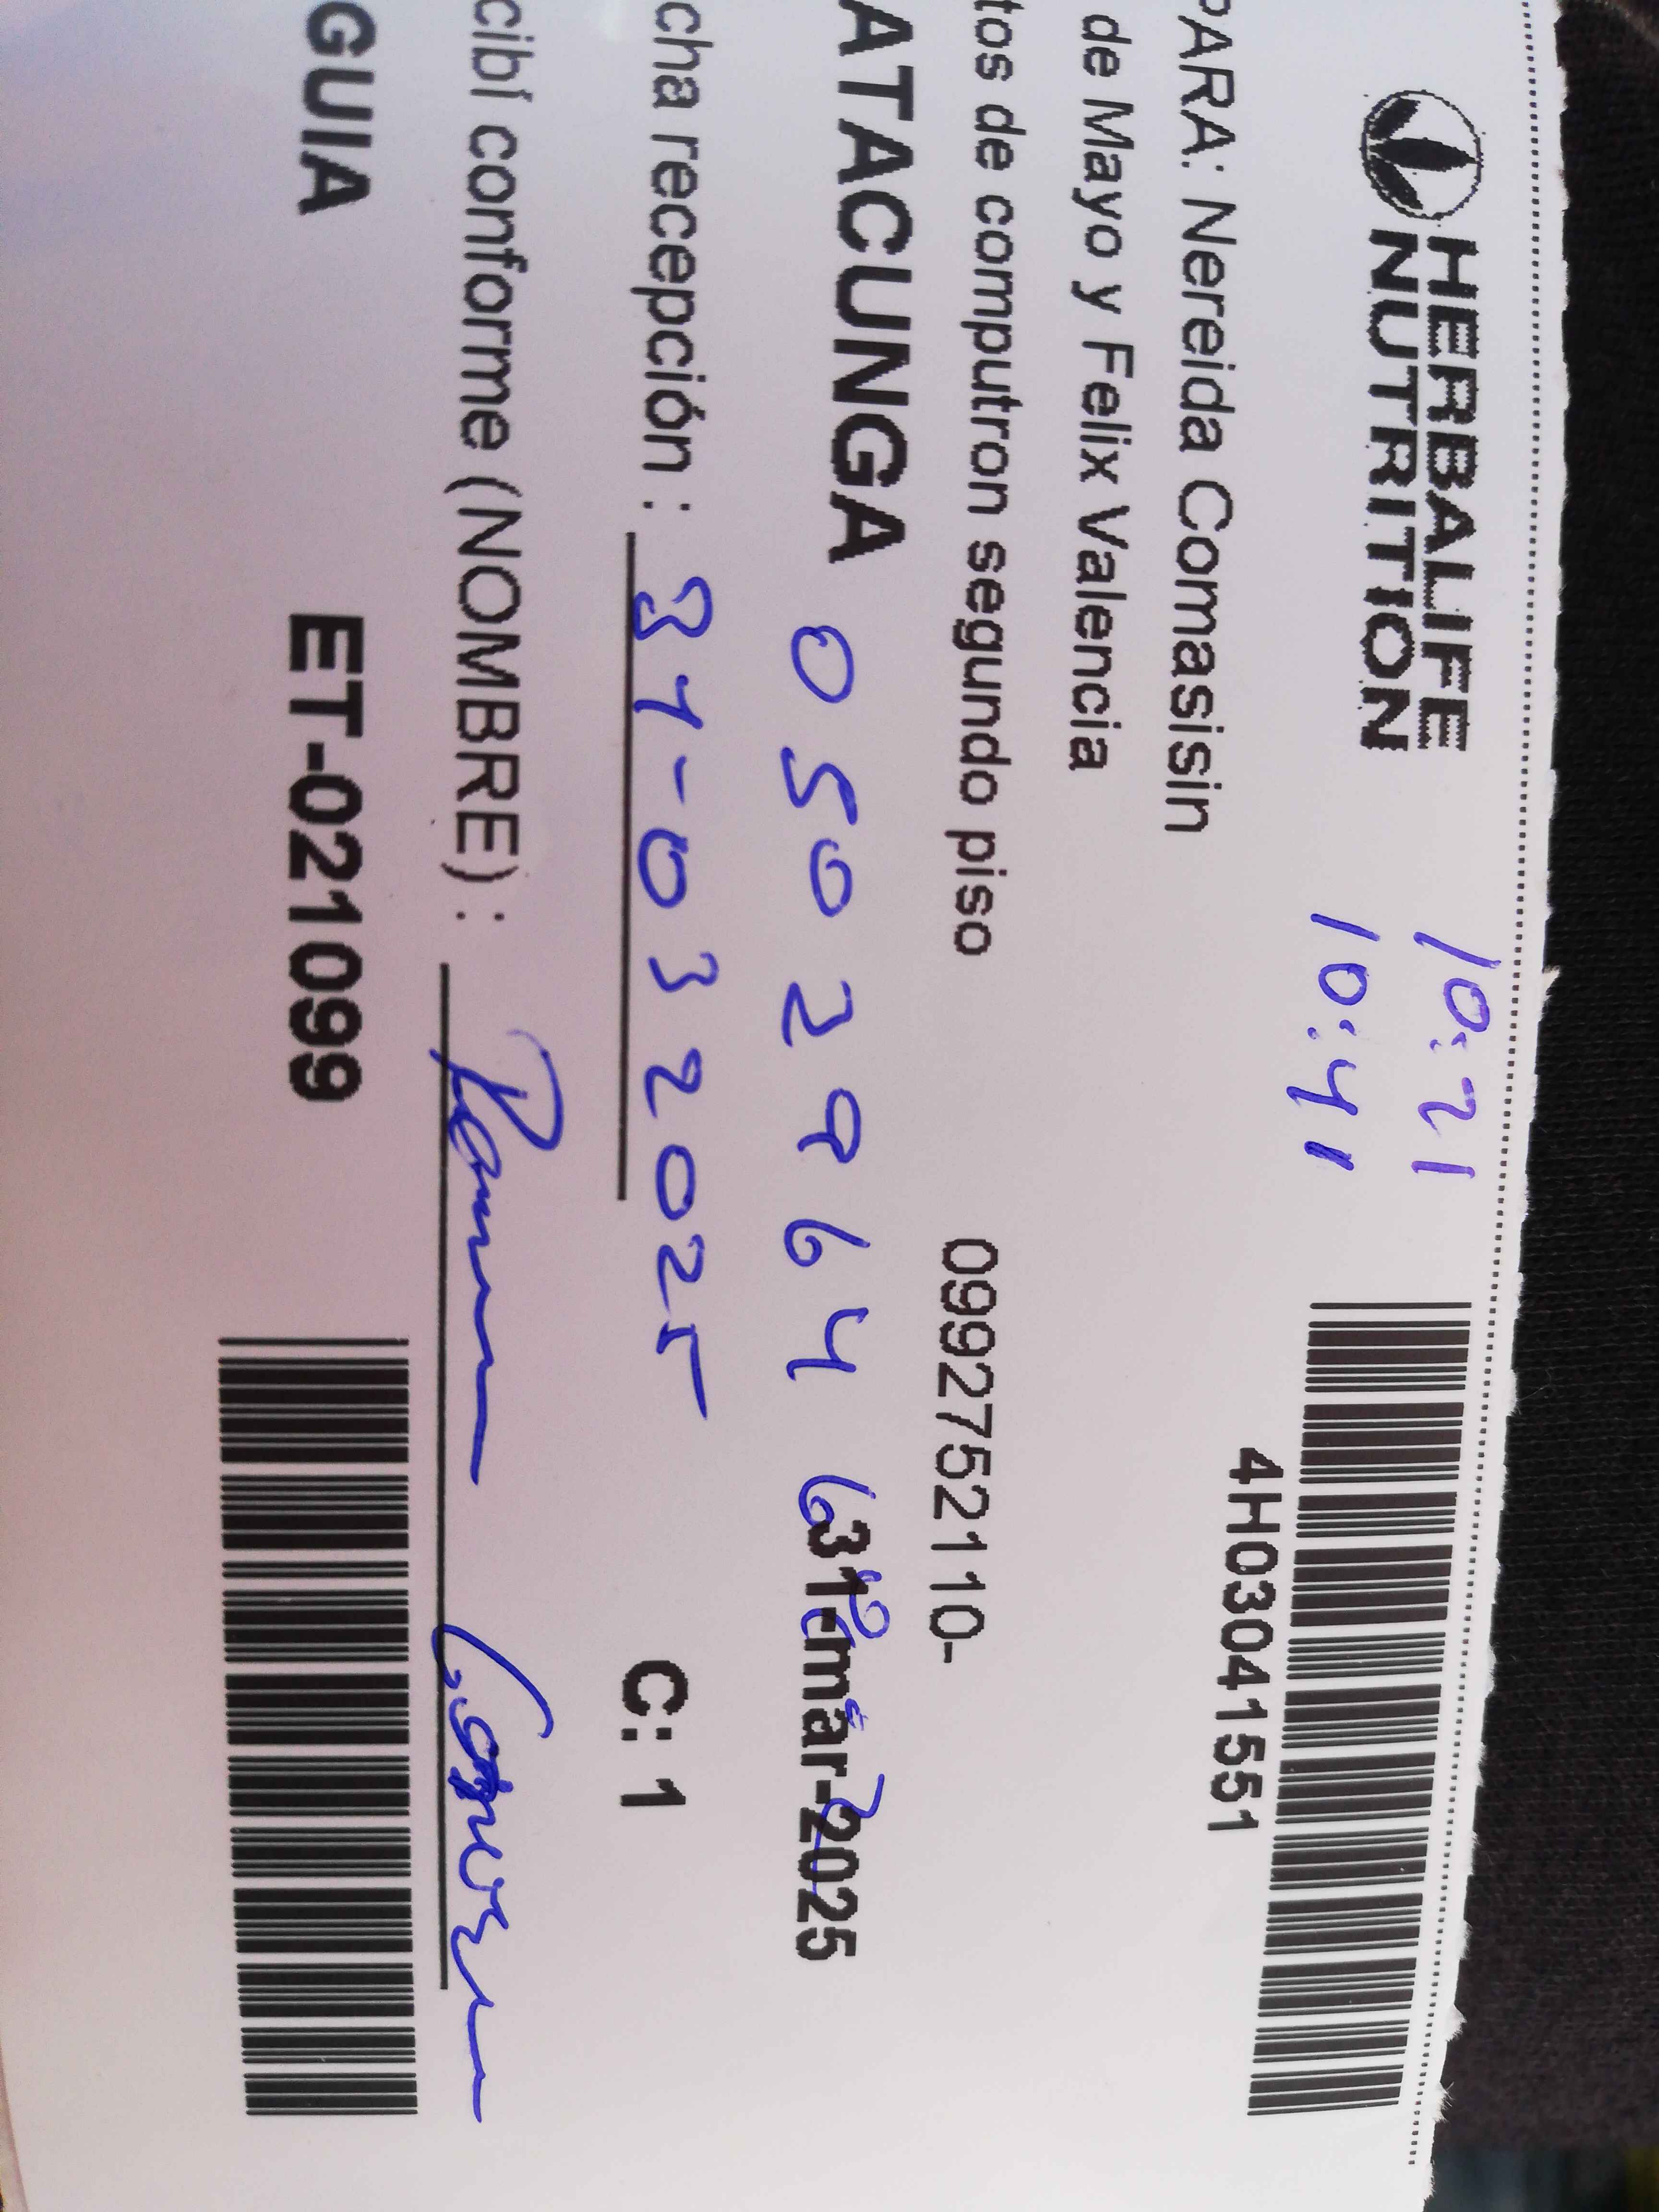 HERBALIFE
NUTRITION
10:21
10:41
4H03041551
PARA: Nereida Comasisin
de Mayo y Felix Valencia
tos de computron segundo piso 0992752110-
ATACUNGA 0502964 31-mar-2025
cha recepción : 31-03 2025 C: 1
cibí conforme (NOMBRE) :
GUIA ET-021099